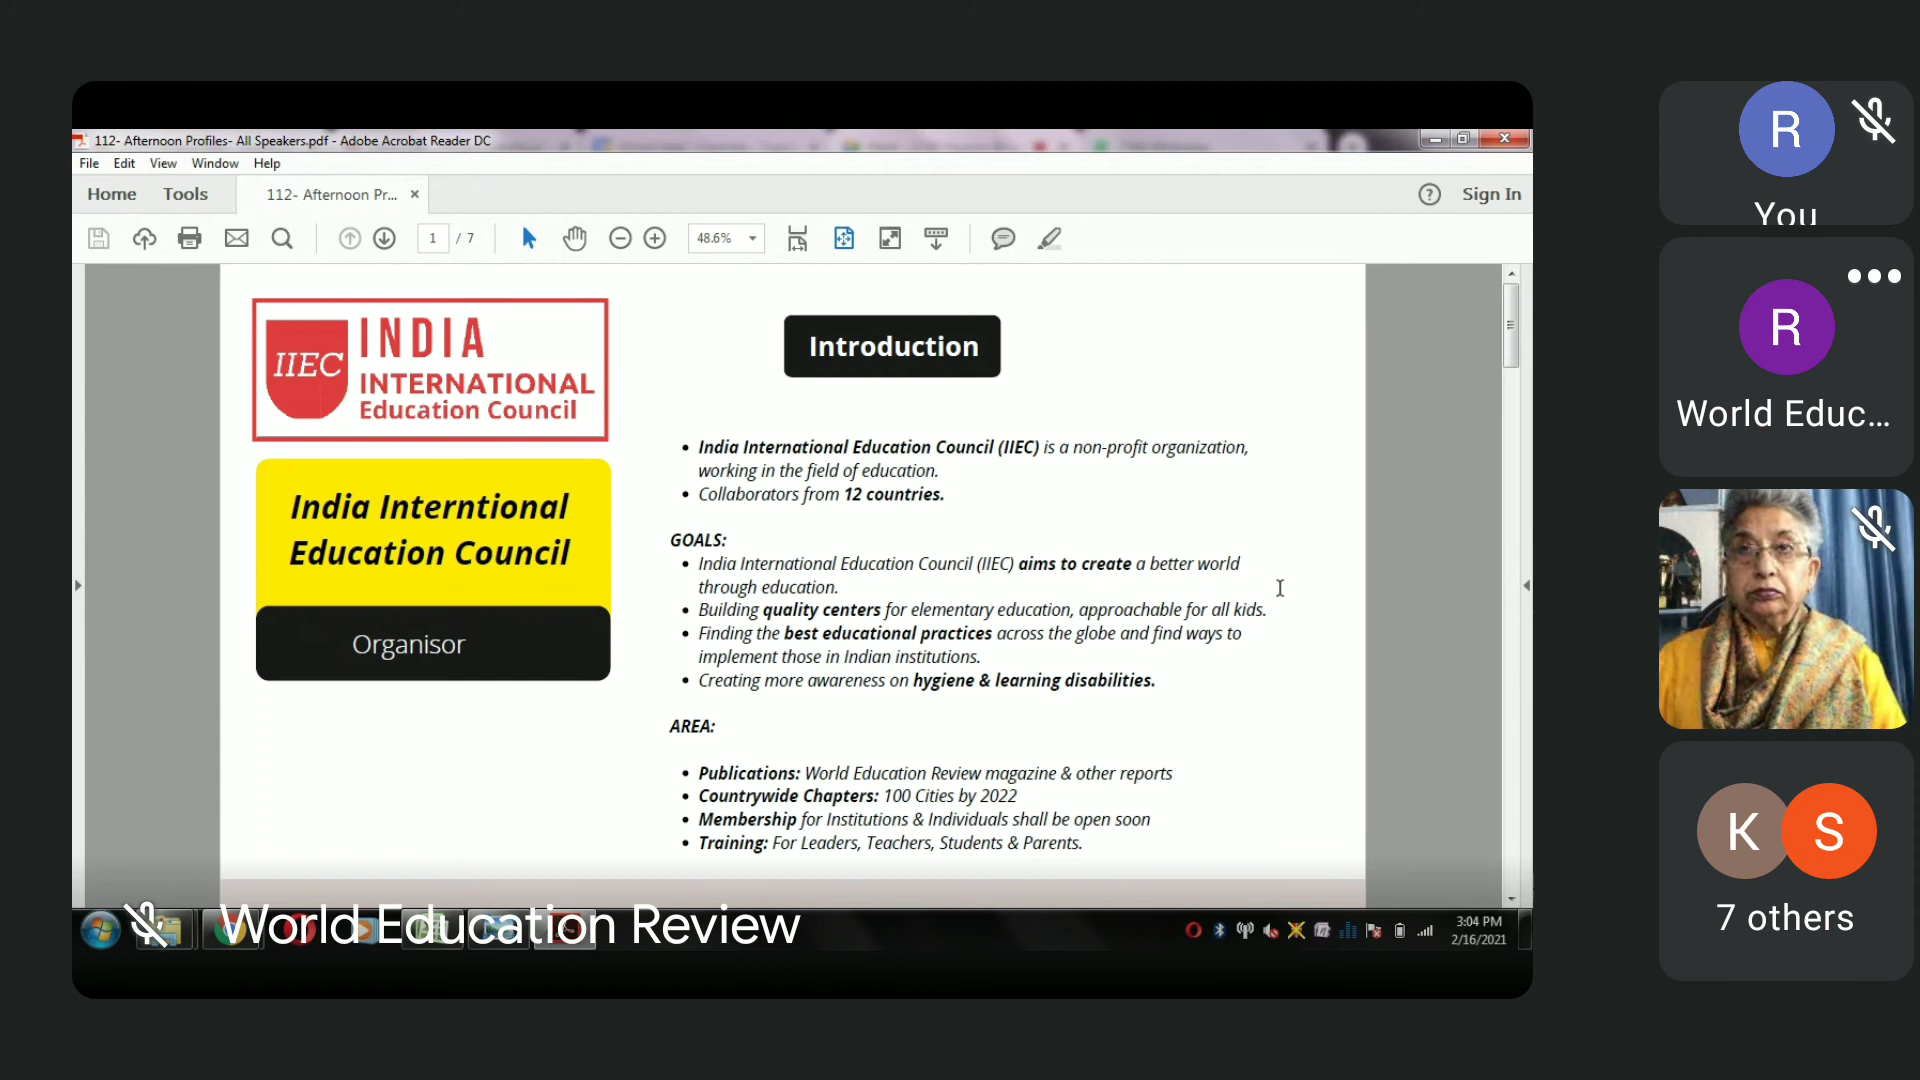 112- Afternoon Profiles- All Speakers.pdf - Adobe Acrobat Reader DC
File Edit View Window Help
Home Tools 112- Afternoon Pr... × ? Sign In
1 / 7 48.6%
IIEC
INDIA
INTERNATIONAL
Education Council
India Interntional
Education Council
Organisor
Introduction
• India International Education Council (IIEC) is a non-profit organization,
working in the field of education.
• Collaborators from 12 countries.
GOALS:
• India International Education Council (IIEC) aims to create a better world
through education.
• Building quality centers for elementary education, approachable for all kids.
• Finding the best educational practices across the globe and find ways to
implement those in Indian institutions.
• Creating more awareness on hygiene & learning disabilities.
AREA:
• Publications: World Education Review magazine & other reports
• Countrywide Chapters: 100 Cities by 2022
• Membership for Institutions & Individuals shall be open soon
• Training: For Leaders, Teachers, Students & Parents.
World Education Review
3:04 PM
2/16/2021
R
You
R
World Educ...
K S
7 others